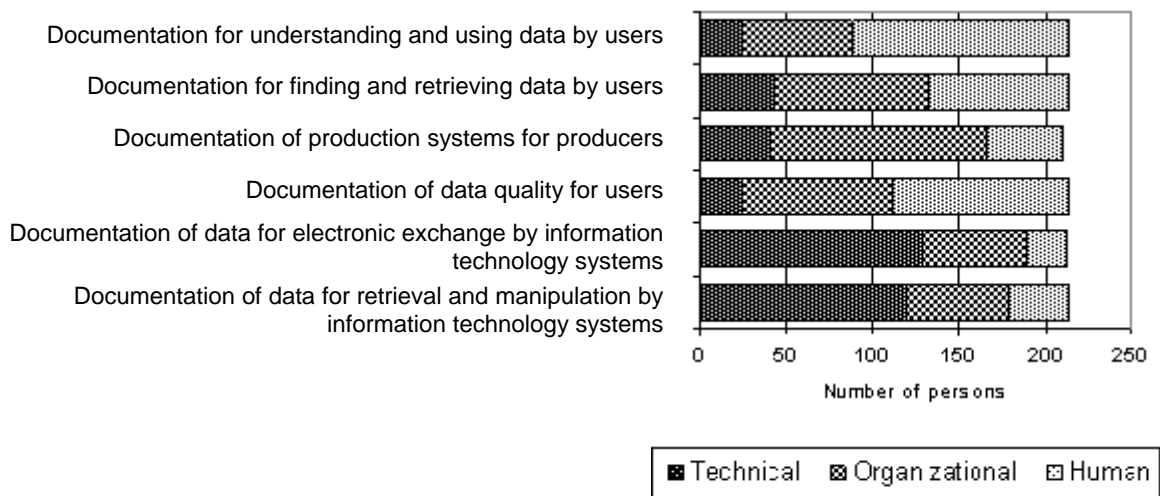 Documentation for understanding and using data by users
Documentation for finding and retrieving data by users
Documentation of production systems for producers
Documentation of data quality for users
Documentation of data for electronic exchange by information
technology systems
Documentation of data for retrieval and manipulation by
information technology systems
0 50 100 150 200 250
Number of persons
Technical Organ zational Human